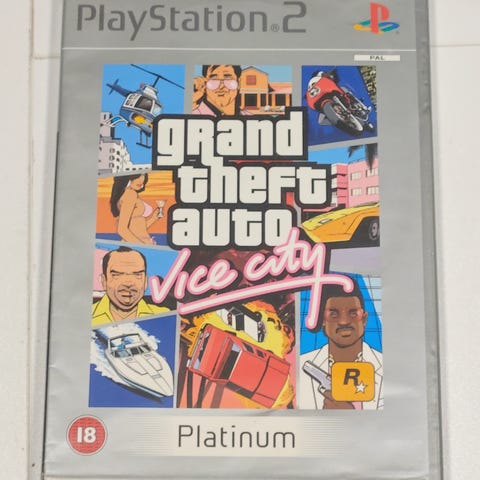 PlayStation®2
PAL
grand
theft
auto
Vice City
R
18
Platinum